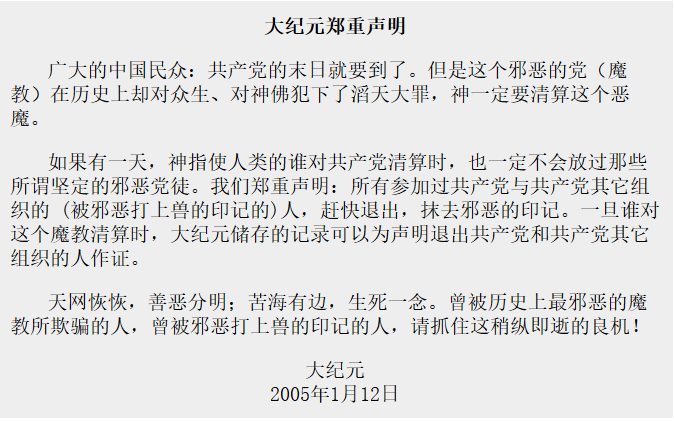 大纪元郑重声明
广大的中国民众：共产党的末日就要到了。但是这个邪恶的党（魔
教）在历史上却对众生、对神佛犯下了滔天大罪，神一定要清算这个恶
魔。
如果有一天，神指使人类的谁对共产党清算时，也一定不会放过那些
所谓坚定的邪恶党徒。我们郑重声明：所有参加过共产党与共产党其它组
织的 (被邪恶打上兽的印记的)人，赶快退出，抹去邪恶的印记。一旦谁对
这个魔教清算时，大纪元储存的记录可以为声明退出共产党和共产党其它
组织的人作证。
天网恢恢，善恶分明；苦海有边，生死一念。曾被历史上最邪恶的魔
教所欺骗的人，曾被邪恶打上兽的印记的人，请抓住这稍纵即逝的良机！
大纪元
2005年1月12日